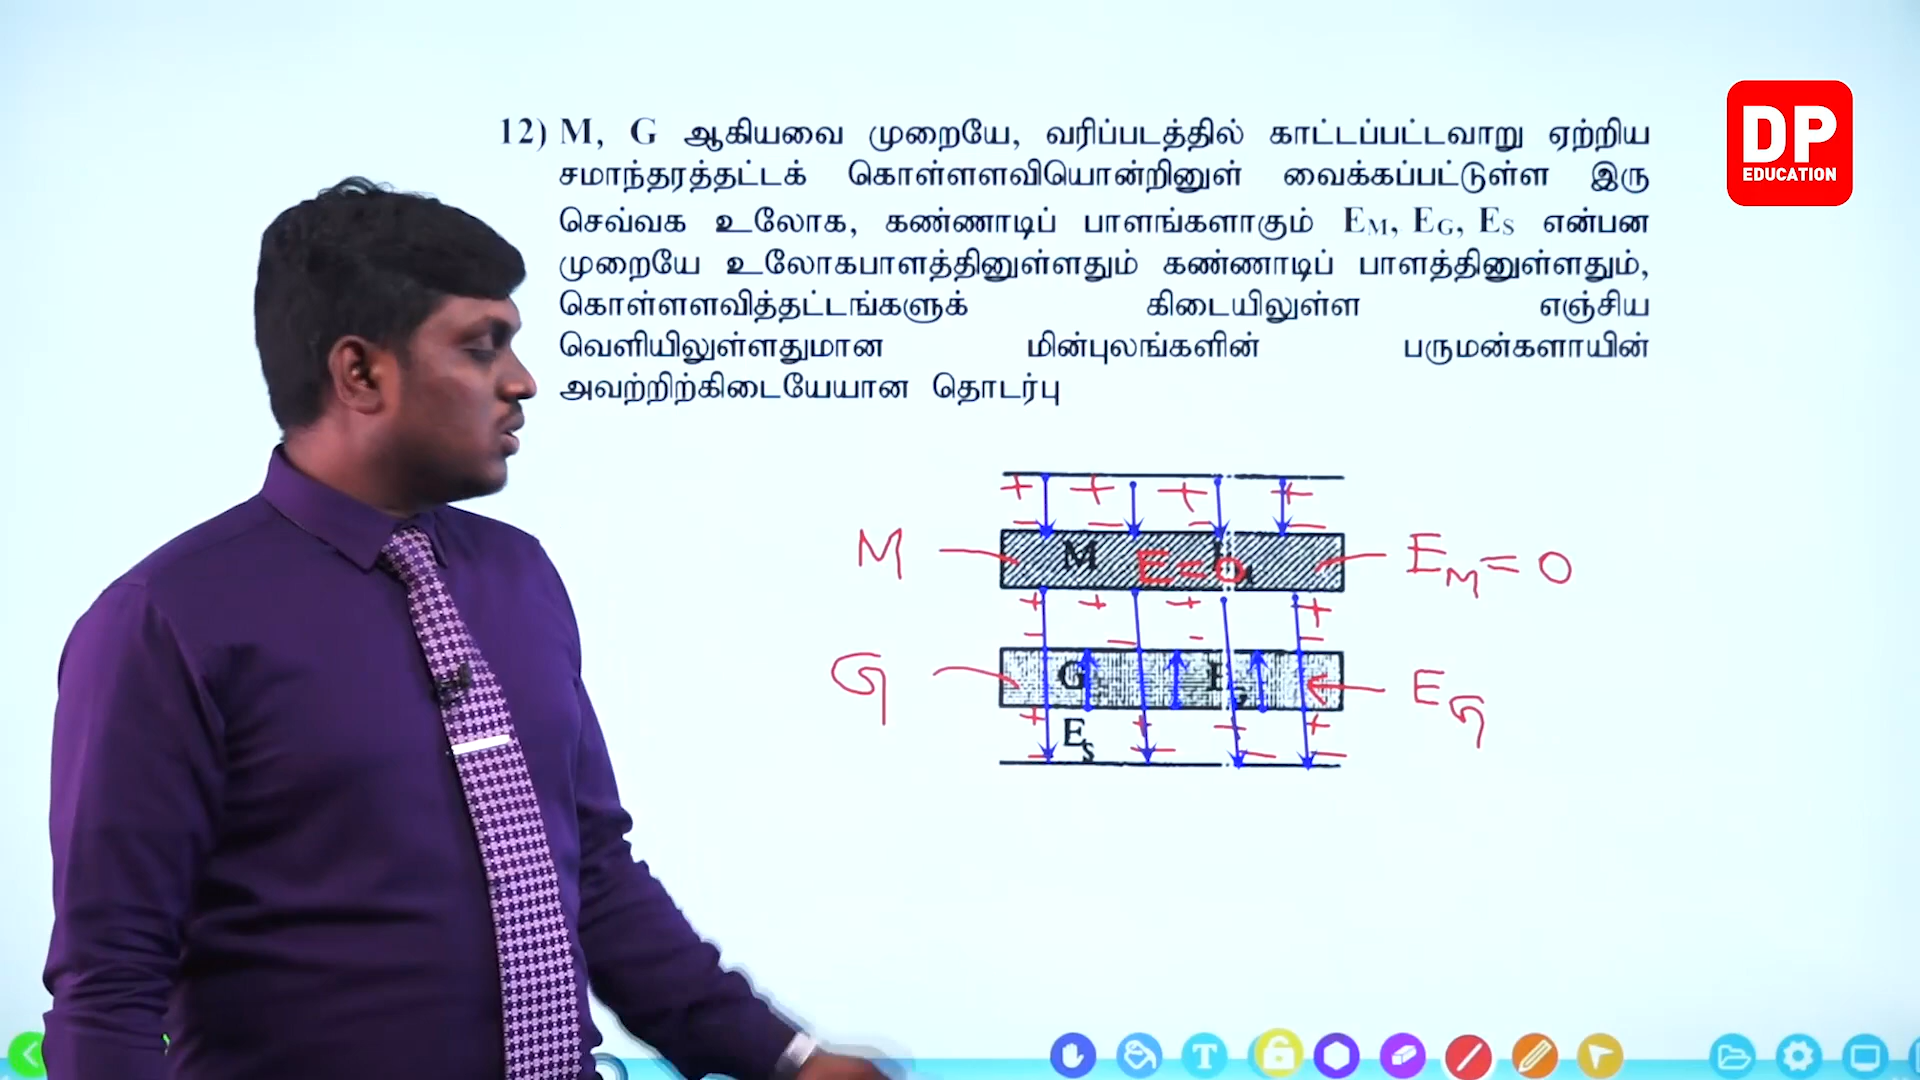 DP
EDUCATION
12) M, G ஆகியவை முறையே, வரிப்படத்தில் காட்டப்பட்டவாறு ஏற்றிய
சமாந்தரத்தட்டக் கொள்ளளவியொன்றினுள் வைக்கப்பட்டுள்ள இரு
செவ்வக உலோக, கண்ணாடிப் பாளங்களாகும் EM, EG, ES என்பன
முறையே உலோகபாளத்தினுள்ளதும் கண்ணாடிப் பாளத்தினுள்ளதும்,
கொள்ளளவித்தட்டங்களுக் கிடையிலுள்ள எஞ்சிய
வெளியிலுள்ளதுமான மின்புலங்களின் பருமன்களாயின்
அவற்றிற்கிடையேயான தொடர்பு
+ + + +
M M E=0 EM = 0
+ + + +
G G EG
+ + + +
ES
T